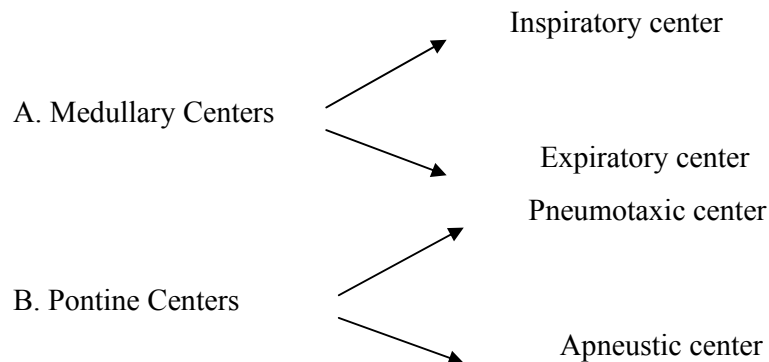 Inspiratory center
A. Medullary Centers
Expiratory center
Pneumotaxic center
B. Pontine Centers
Apneustic center